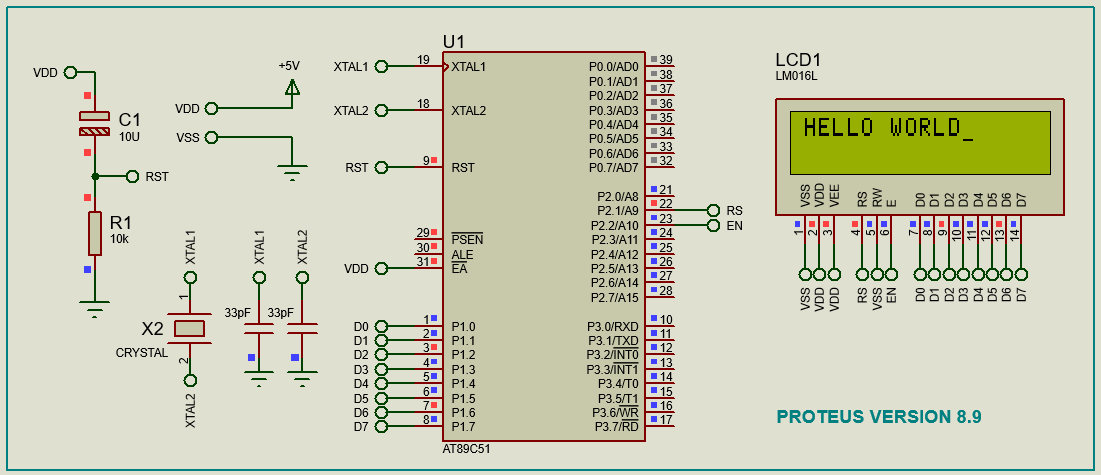 VDD
C1
10U
RST
R1
10k
+5V
VDD
VSS
XTAL1
X2
CRYSTAL
1
2
XTAL2
XTAL1
33pF
XTAL2
33pF
U1
XTAL1 19 XTAL1
XTAL2 18 XTAL2
RST 9 RST
29 PSEN
30 ALE
VDD 31 EA
D0 1 P1.0
D1 2 P1.1
D2 3 P1.2
D3 4 P1.3
D4 5 P1.4
D5 6 P1.5
D6 7 P1.6
D7 8 P1.7
P0.0/AD0 39
P0.1/AD1 38
P0.2/AD2 37
P0.3/AD3 36
P0.4/AD4 35
P0.5/AD5 34
P0.6/AD6 33
P0.7/AD7 32
P2.0/A8 21
P2.1/A9 22 RS
P2.2/A10 23 EN
P2.3/A11 24
P2.4/A12 25
P2.5/A13 26
P2.6/A14 27
P2.7/A15 28
P3.0/RXD 10
P3.1/TXD 11
P3.2/INT0 12
P3.3/INT1 13
P3.4/T0 14
P3.5/T1 15
P3.6/WR 16
P3.7/RD 17
AT89C51
LCD1
LM016L
HELLO WORLD_
VSS VDD VEE RS RW E D0 D1 D2 D3 D4 D5 D6 D7
1 2 3 4 5 6 7 8 9 10 11 12 13 14
VSS VDD VDD RS VSS EN D0 D1 D2 D3 D4 D5 D6 D7
PROTEUS VERSION 8.9